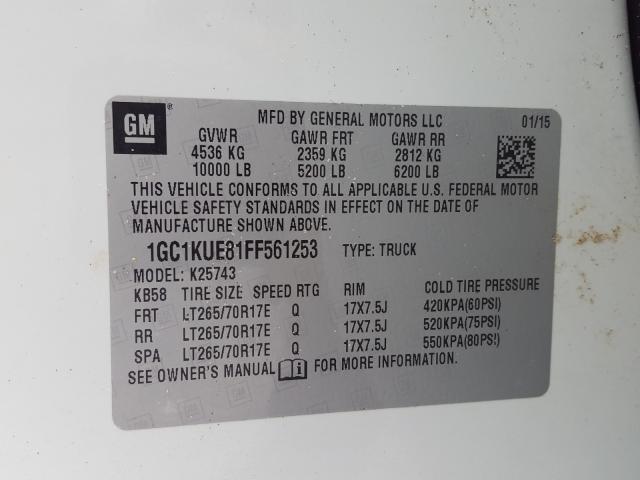 GM ®
MFD BY GENERAL MOTORS LLC 01/15
GVWR GAWR FRT GAWR RR
4536 KG 2359 KG 2812 KG
10000 LB 5200 LB 6200 LB
THIS VEHICLE CONFORMS TO ALL APPLICABLE U.S. FEDERAL MOTOR
VEHICLE SAFETY STANDARDS IN EFFECT ON THE DATE OF
MANUFACTURE SHOWN ABOVE.
1GC1KUE81FF561253 TYPE: TRUCK
MODEL: K25743
KB58 TIRE SIZE SPEED RTG RIM COLD TIRE PRESSURE
FRT LT265/70R17E Q 17X7.5J 420KPA(60PSI)
RR LT265/70R17E Q 17X7.5J 520KPA(75PSI)
SPA LT265/70R17E Q 17X7.5J 550KPA(80PSI)
SEE OWNER'S MANUAL FOR MORE INFORMATION